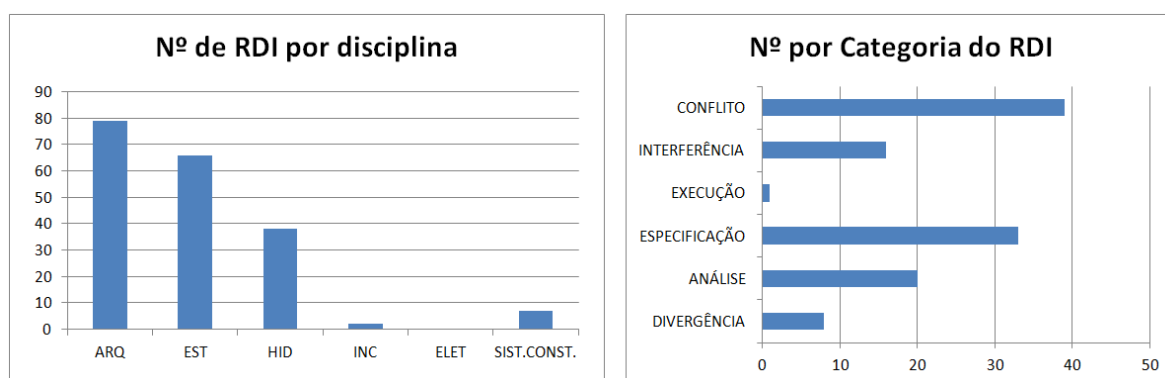 Nº de RDI por disciplina
90
80
70
60
50
40
30
20
10
0
ARQ EST HID INC ELET SIST.CONST.
Nº por Categoria do RDI
CONFLITO
INTERFERÊNCIA
EXECUÇÃO
ESPECIFICAÇÃO
ANÁLISE
DIVERGÊNCIA
0 10 20 30 40 50